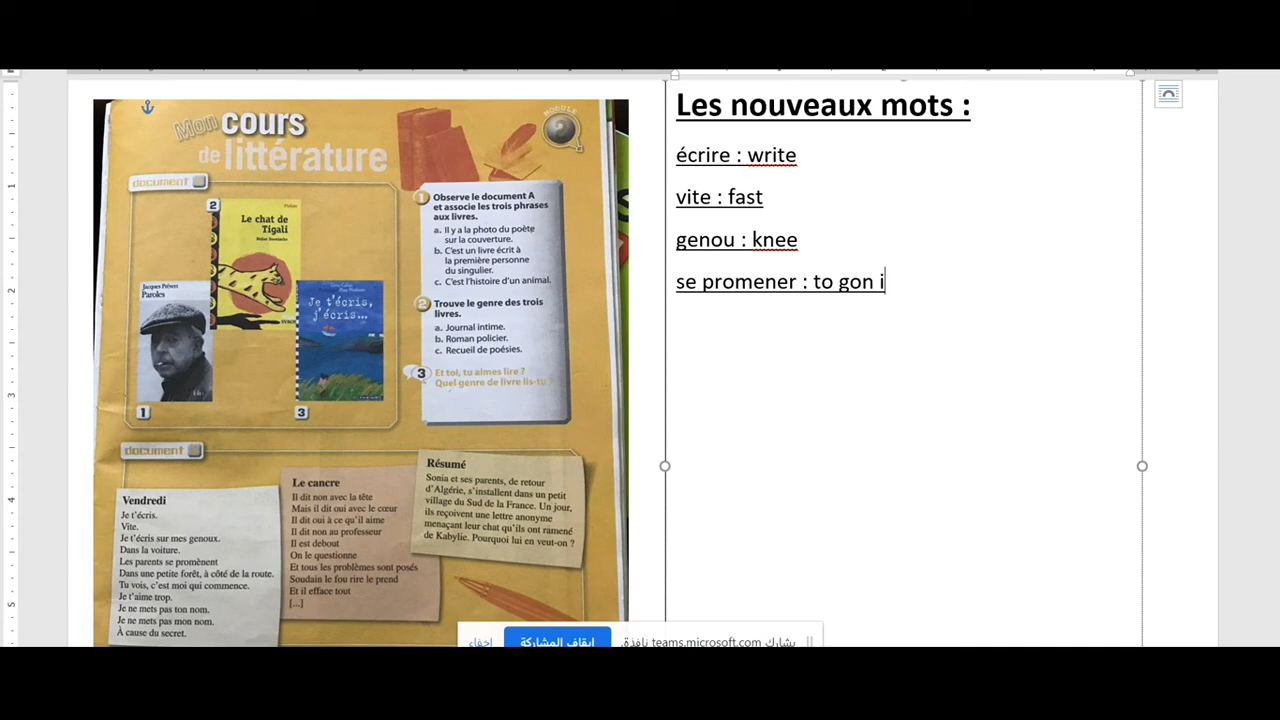 Mon cours
de littérature
MODULE
document
2
Le chat de
Tigali
Jacques Prévert
Paroles
Je t'écris,
j'écris...
1
3
1 Observe le document A
et associe les trois phrases
aux livres.
a. Il y a la photo du poète
sur la couverture.
b. C'est un livre écrit à
la première personne
du singulier.
c. C'est l'histoire d'un animal.
2 Trouve le genre des trois
livres.
a. Journal intime.
b. Roman policier.
c. Recueil de poésies.
3 Et toi, tu aimes lire ?
Quel genre de livre lis-tu ?
document
Vendredi
Je t'écris.
Vite.
Je t'écris sur mes genoux.
Dans la voiture.
Les parents se promènent
Dans une petite forêt, à côté de la route.
Tu vois, c'est moi qui commence.
Je t'aime trop.
Je ne mets pas ton nom.
Je ne mets pas mon nom.
À cause du secret.
Le cancre
Il dit non avec la tête
Mais il dit oui avec le cœur
Il dit oui à ce qu'il aime
Il dit non au professeur
Il est debout
On le questionne
Et tous les problèmes sont posés
Soudain le fou rire le prend
Et il efface tout
[...]
Résumé
Sonia et ses parents, de retour
d'Algérie, s'installent dans un petit
village du Sud de la France. Un jour,
ils reçoivent une lettre anonyme
menaçant leur chat qu'ils ont ramené
de Kabylie. Pourquoi lui en veut-on ?
Les nouveaux mots :
écrire : write
vite : fast
genou : knee
se promener : to gon i
يشارك teams.microsoft.com نافذة.
إيقاف المشاركة
إخفاء